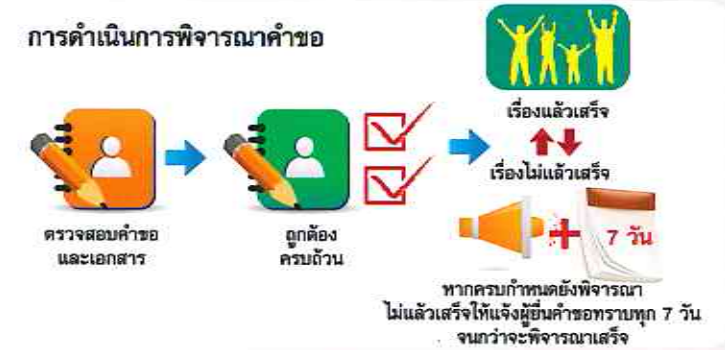 การดำเนินการพิจารณาคำขอ
ตรวจสอบคำขอ
และเอกสาร
ถูกต้อง
ครบถ้วน
เรื่องแล้วเสร็จ
เรื่องไม่แล้วเสร็จ
7 วัน
หากครบกำหนดยังพิจารณา
ไม่แล้วเสร็จให้แจ้งผู้ยื่นคำขอทราบทุก 7 วัน
จนกว่าจะพิจารณาเสร็จ